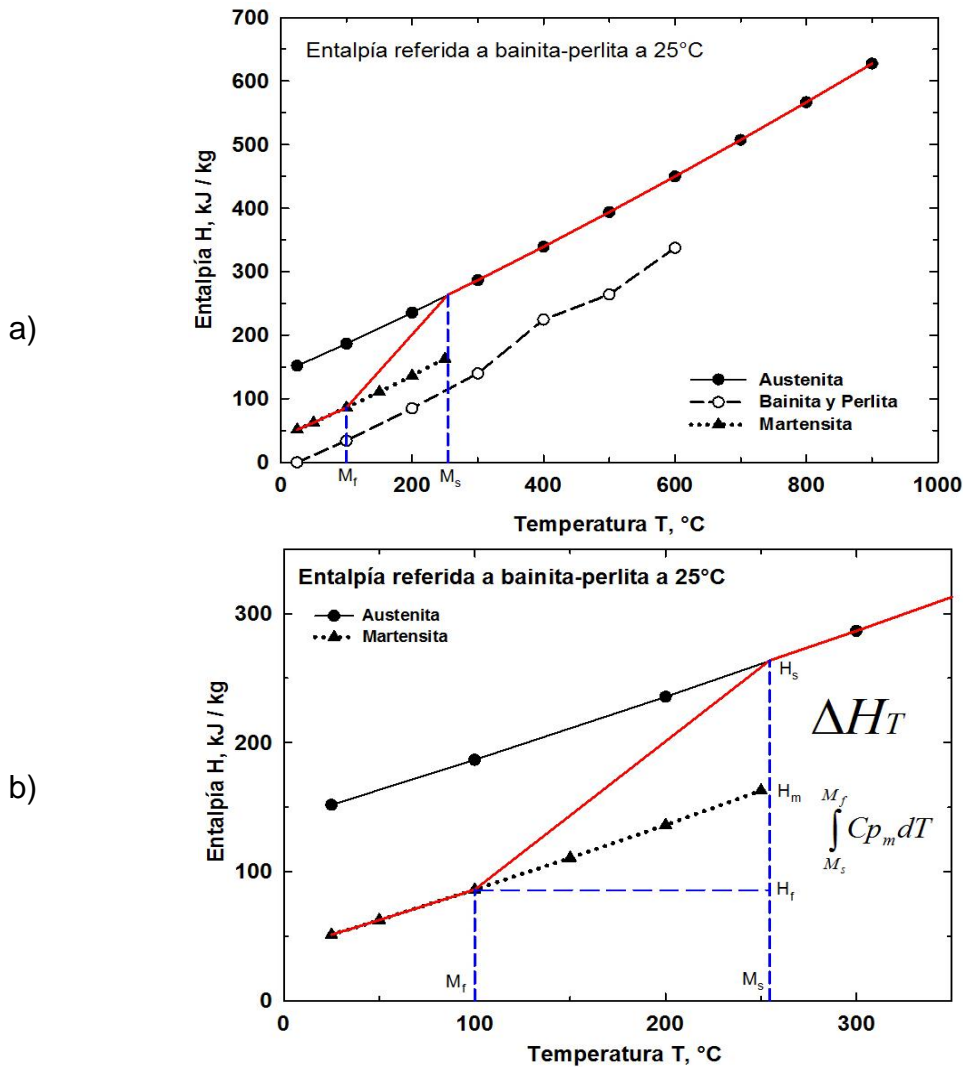 a)
Entalpía referida a bainita-perlita a 25°C
Entalpía H, kJ / kg
700
600
500
400
300
200
100
0
Austenita
Bainita y Perlita
Martensita
0
M_f
200
M_s
400
600
800
1000
Temperatura T, °C
b)
Entalpía referida a bainita-perlita a 25°C
Austenita
Martensita
Entalpía H, kJ / kg
300
200
100
0
H_s
ΔH_T
H_m
∫_{M_s}^{M_f} Cp_m dT
H_f
M_f
M_s
0
100
200
300
Temperatura T, °C